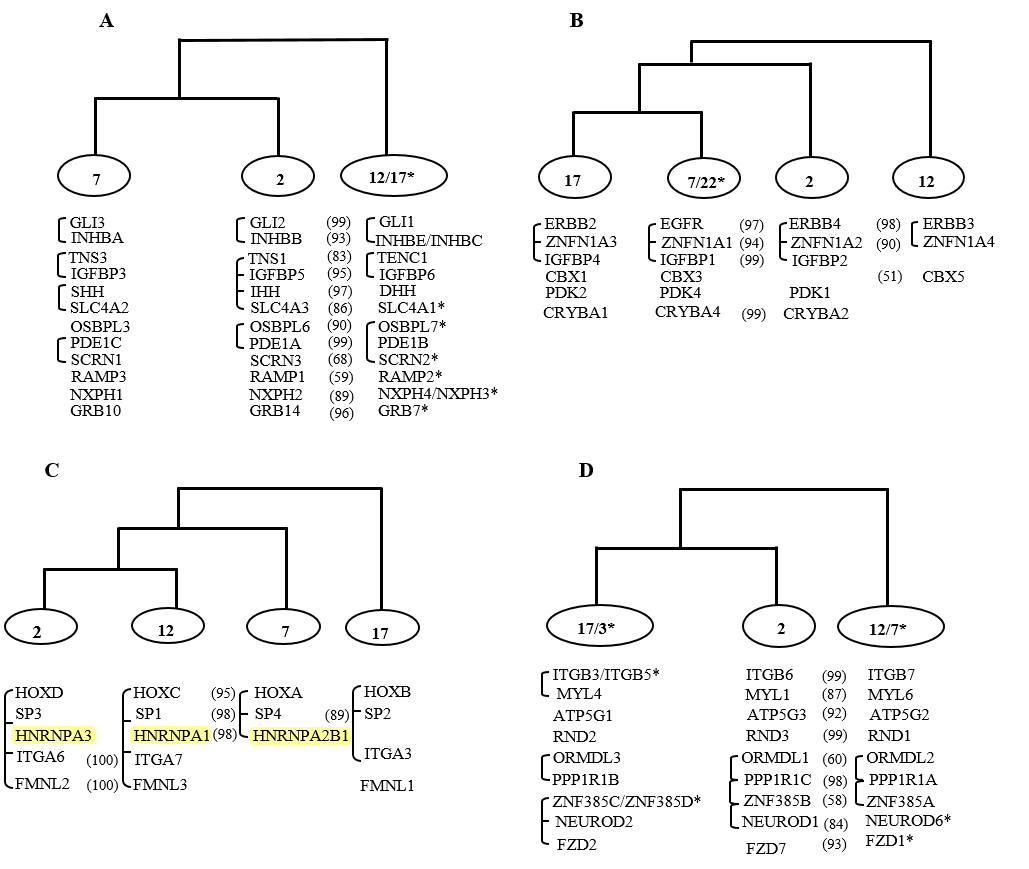 A
7 2 12/17*
GLI3 GLI2 (99) GLI1
INHBA INHBB (93) INHBE/INHBC
TNS3 TNS1 (83) TENC1
IGFBP3 IGFBP5 (95) IGFBP6
SHH IHH (97) DHH
SLC4A2 SLC4A3 (86) SLC4A1*
OSBPL3 OSBPL6 (90) OSBPL7*
PDE1C PDE1A (99) PDE1B
SCRN1 SCRN3 (68) SCRN2*
RAMP3 RAMP1 (59) RAMP2*
NXPH1 NXPH2 (89) NXPH4/NXPH3*
GRB10 GRB14 (96) GRB7*
B
17 7/22* 2 12
ERBB2 EGFR (97) ERBB4 (98) ERBB3
ZNFN1A3 ZNFN1A1 (94) ZNFN1A2 (90) ZNFN1A4
IGFBP4 IGFBP1 (99) IGFBP2
CBX1 CBX3 (51) CBX5
PDK2 PDK4 PDK1
CRYBA1 CRYBA4 (99) CRYBA2
C
2 12 7 17
HOXD HOXC (95) HOXA HOXB
SP3 SP1 (98) SP4 (89) SP2
HNRNPA3 HNRNPA1 (98) HNRNPA2B1
ITGA6 (100) ITGA7 ITGA3
FMNL2 (100) FMNL3 FMNL1
D
17/3* 2 12/7*
ITGB3/ITGB5* ITGB6 (99) ITGB7
MYL4 MYL1 (87) MYL6
ATP5G1 ATP5G3 (92) ATP5G2
RND2 RND3 (99) RND1
ORMDL3 ORMDL1 (60) ORMDL2
PPP1R1B PPP1R1C (98) PPP1R1A
ZNF385C/ZNF385D* ZNF385B (58) ZNF385A
NEUROD2 NEUROD1 (84) NEUROD6*
FZD2 FZD7 (93) FZD1*